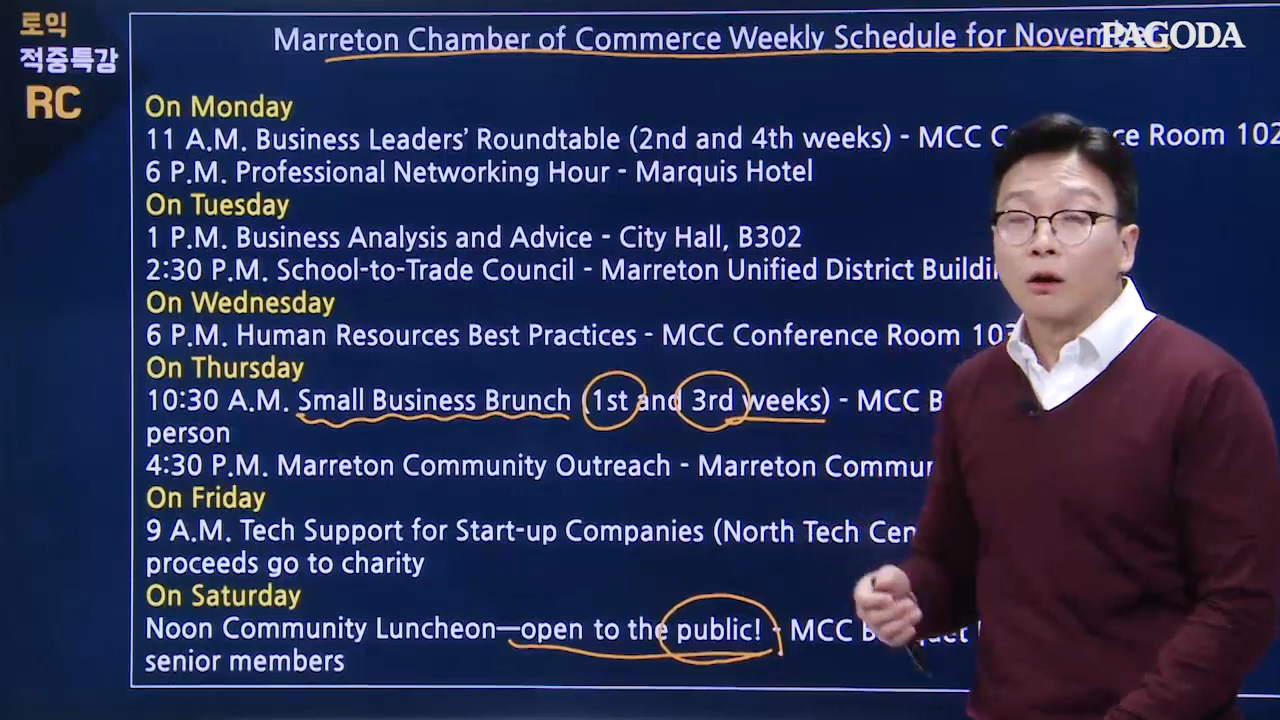 토익
적중특강
RC
PAGODA
Marreton Chamber of Commerce Weekly Schedule for
On Monday
11 A.M. Business Leaders' Roundtable (2nd and 4th weeks) - MCC Room 102
6 P.M. Professional Networking Hour - Marquis Hotel
On Tuesday
1 P.M. Business Analysis and Advice - City Hall, B302
2:30 P.M. School-to-Trade Council - Marreton Unified District
On Wednesday
6 P.M. Human Resources Best Practices - MCC Conference Room
On Thursday
10:30 A.M. Small Business Brunch (1st and 3rd weeks) - MCC
person
4:30 P.M. Marreton Community Outreach - Marreton
On Friday
9 A.M. Tech Support for Start-up Companies (North Tech
proceeds go to charity
On Saturday
Noon Community Luncheon—open to the public! - MCC
senior members